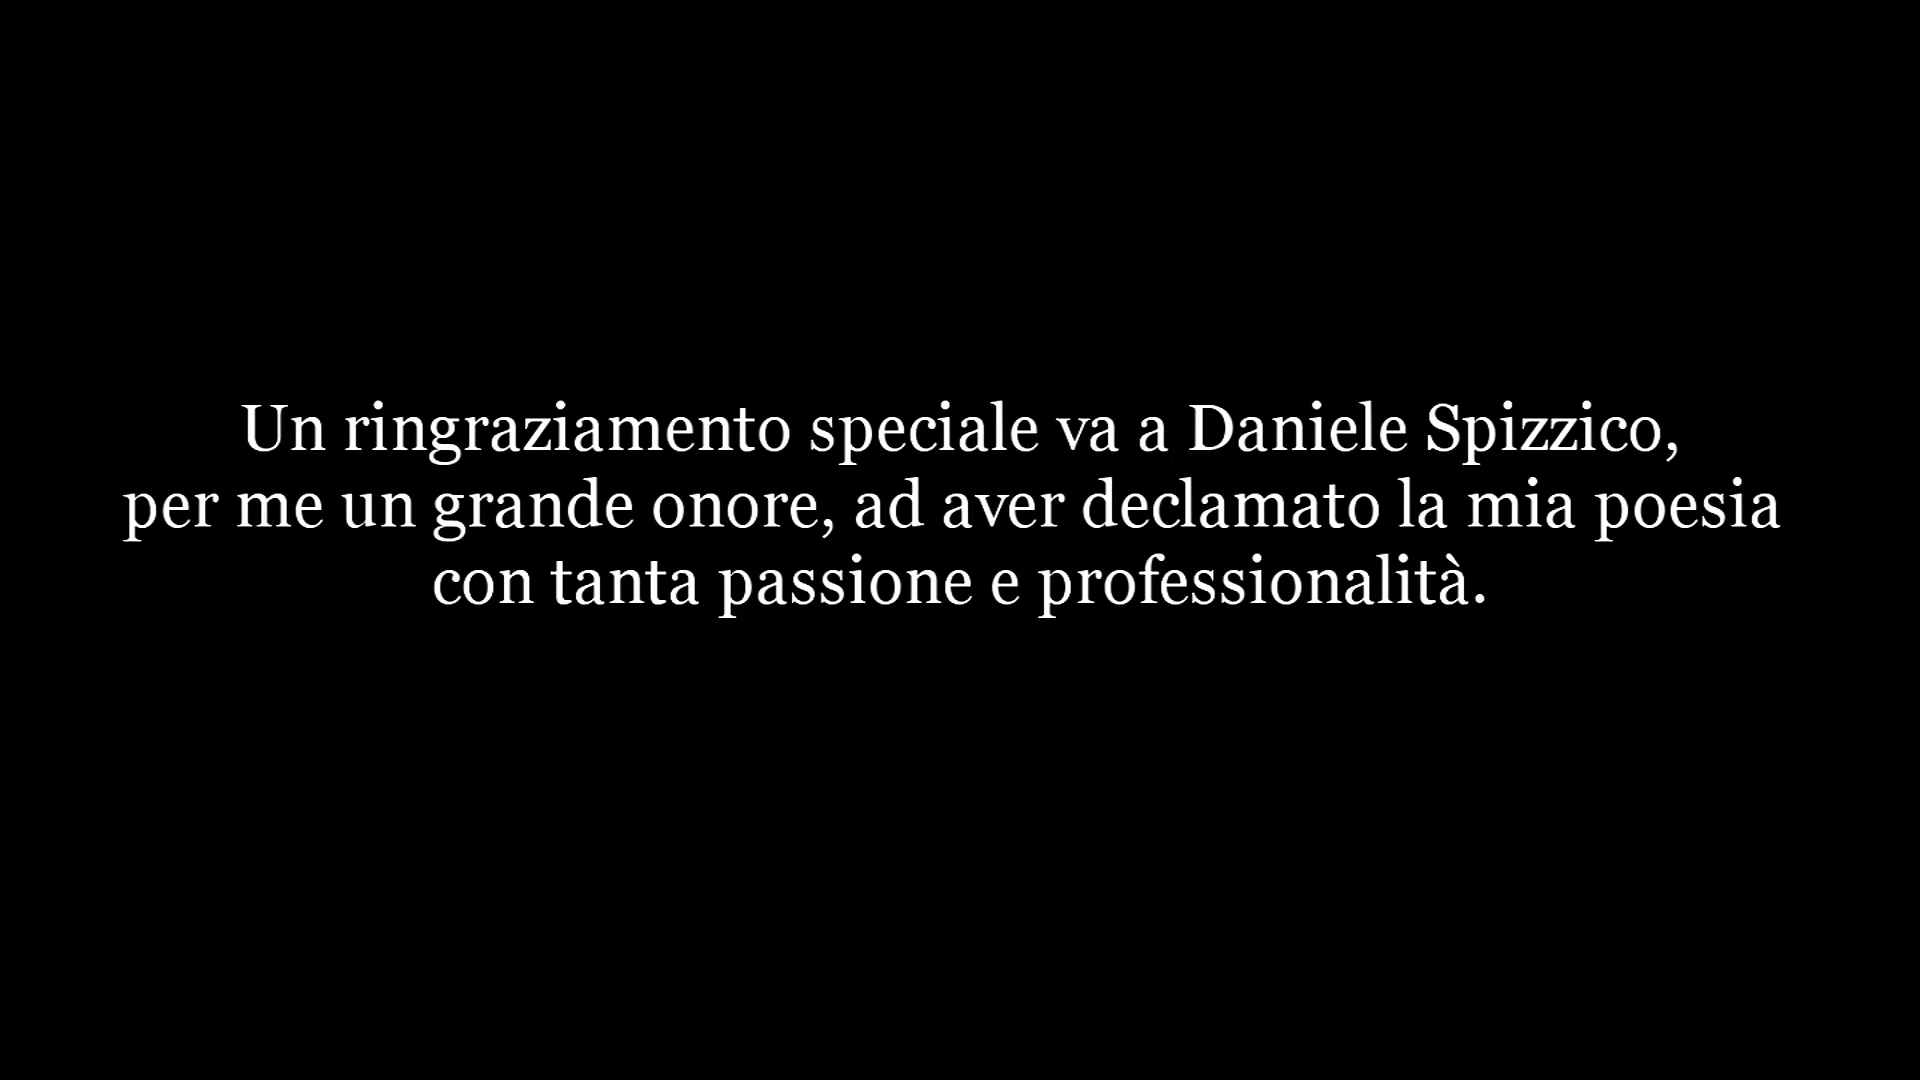 Un ringraziamento speciale va a Daniele Spizzico,
per me un grande onore, ad aver declamato la mia poesia
con tanta passione e professionalità.